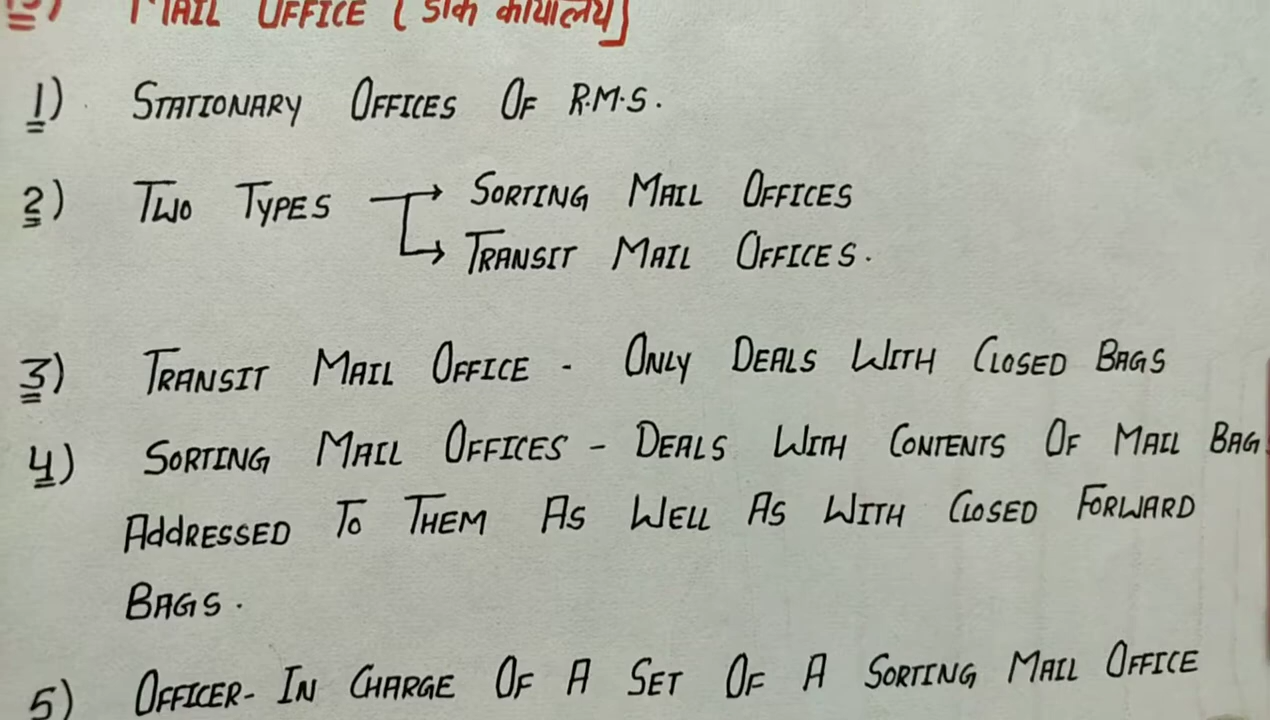 MAIL OFFICE (डाक कार्यालय)
1) STATIONARY OFFICES OF R.M.S.
2) TWO TYPES → SORTING MAIL OFFICES
→ TRANSIT MAIL OFFICES.
3) TRANSIT MAIL OFFICE - ONLY DEALS WITH CLOSED BAGS
4) SORTING MAIL OFFICES - DEALS WITH CONTENTS OF MAIL BAG
ADDRESSED TO THEM AS WELL AS WITH CLOSED FORWARD
BAGS.
5) OFFICER-IN CHARGE OF A SET OF A SORTING MAIL OFFICE